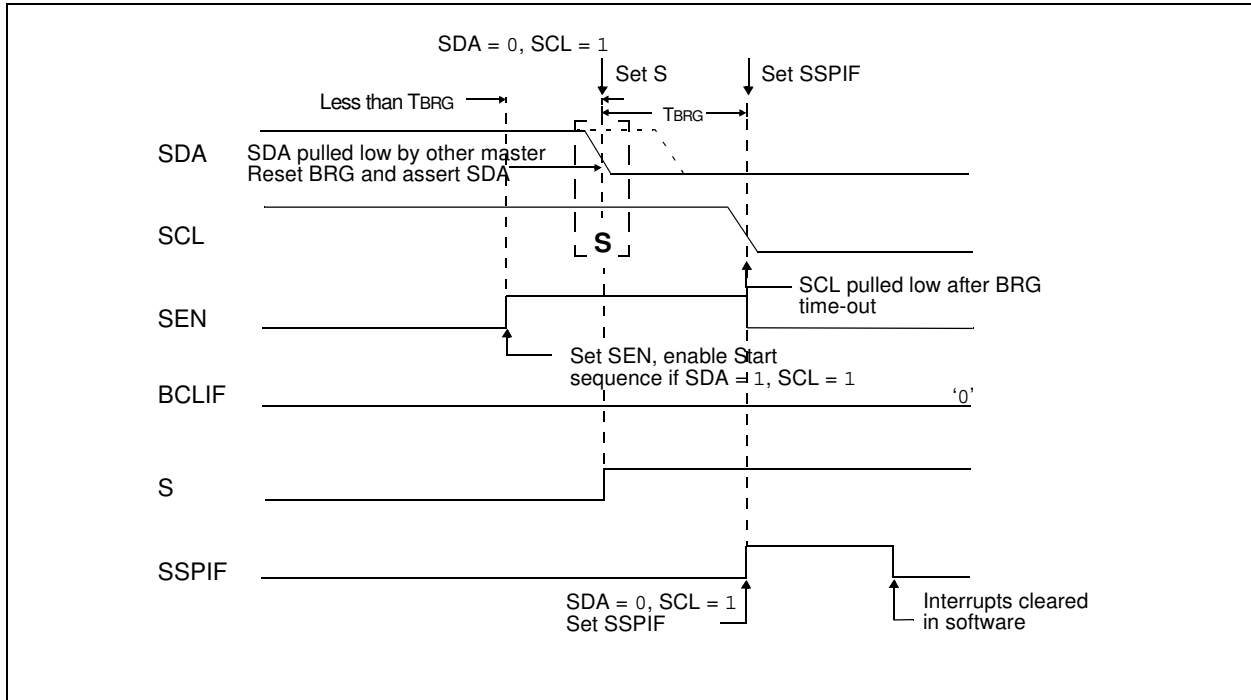 SDA = 0, SCL = 1
Set S
Set SSPIF
Less than TBRG
TBRG
SDA
SDA pulled low by other master
Reset BRG and assert SDA
SCL
S
SCL pulled low after BRG
time-out
SEN
Set SEN, enable Start
sequence if SDA = 1, SCL = 1
BCLIF
‘0’
S
SSPIF
SDA = 0, SCL = 1
Set SSPIF
Interrupts cleared
in software